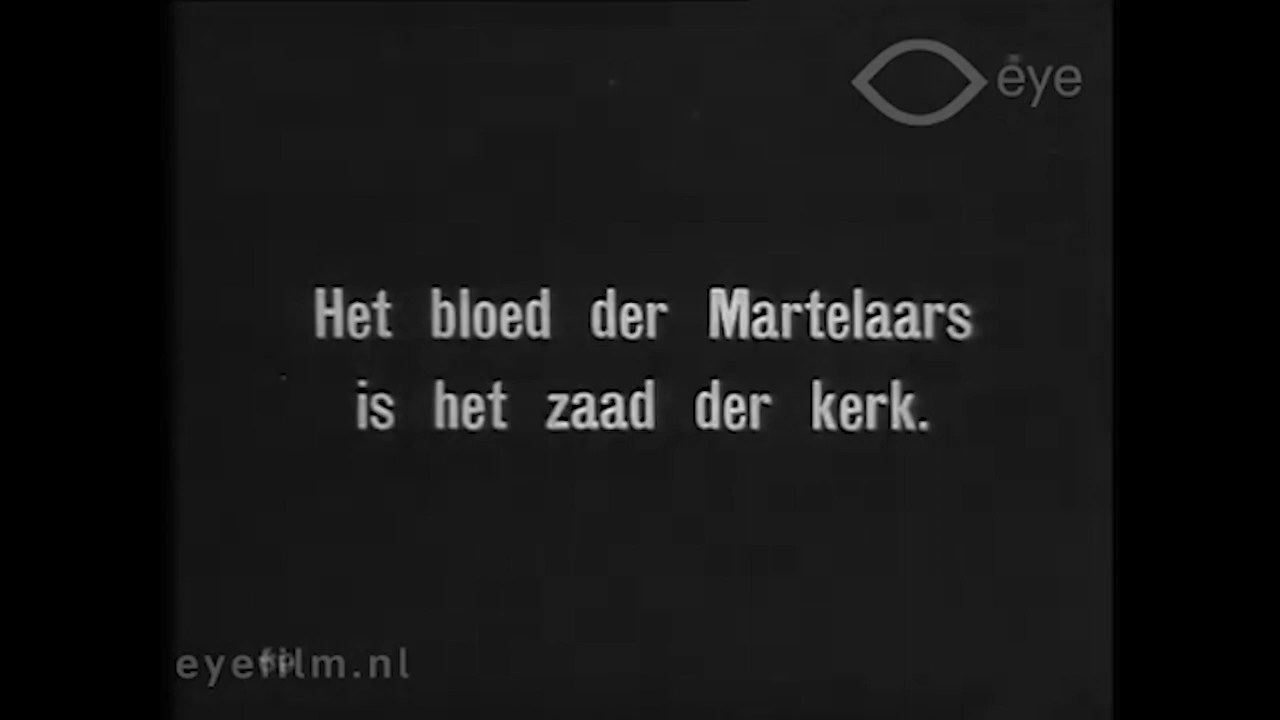 eye
Het bloed der Martelaars
is het zaad der kerk.
eyefilm.nl